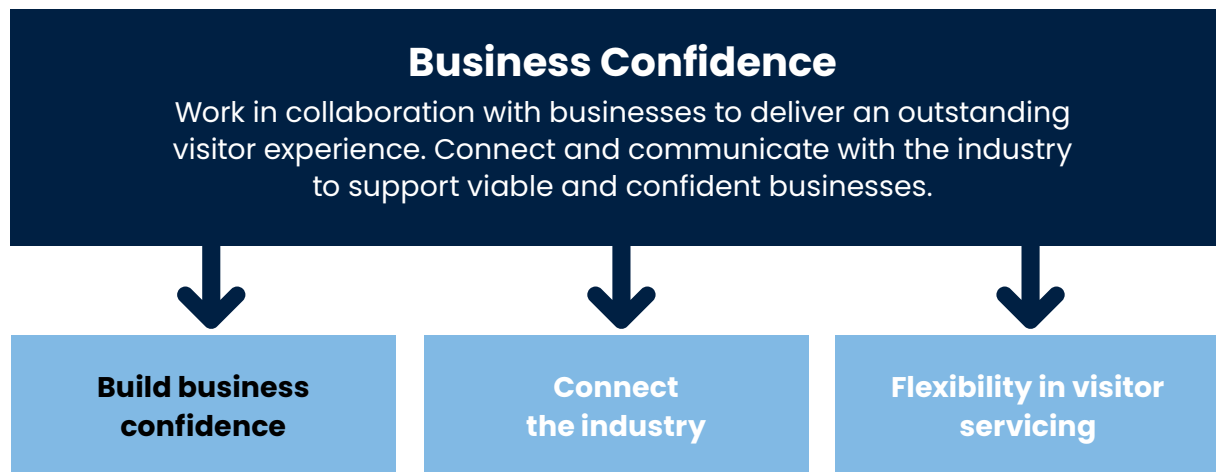 Business Confidence
Work in collaboration with businesses to deliver an outstanding
visitor experience. Connect and communicate with the industry
to support viable and confident businesses.
Build business
confidence
Connect
the industry
Flexibility in visitor
servicing